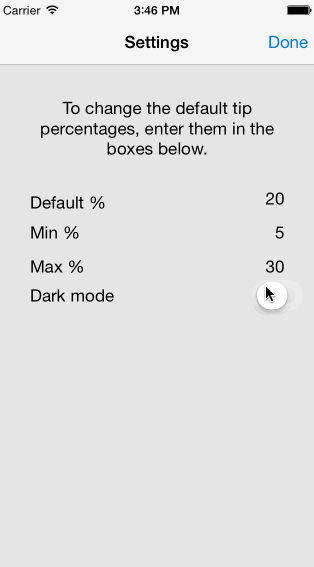 Carrier 3:46 PM
Settings Done
To change the default tip
percentages, enter them in the
boxes below.
Default % 20
Min % 5
Max % 30
Dark mode